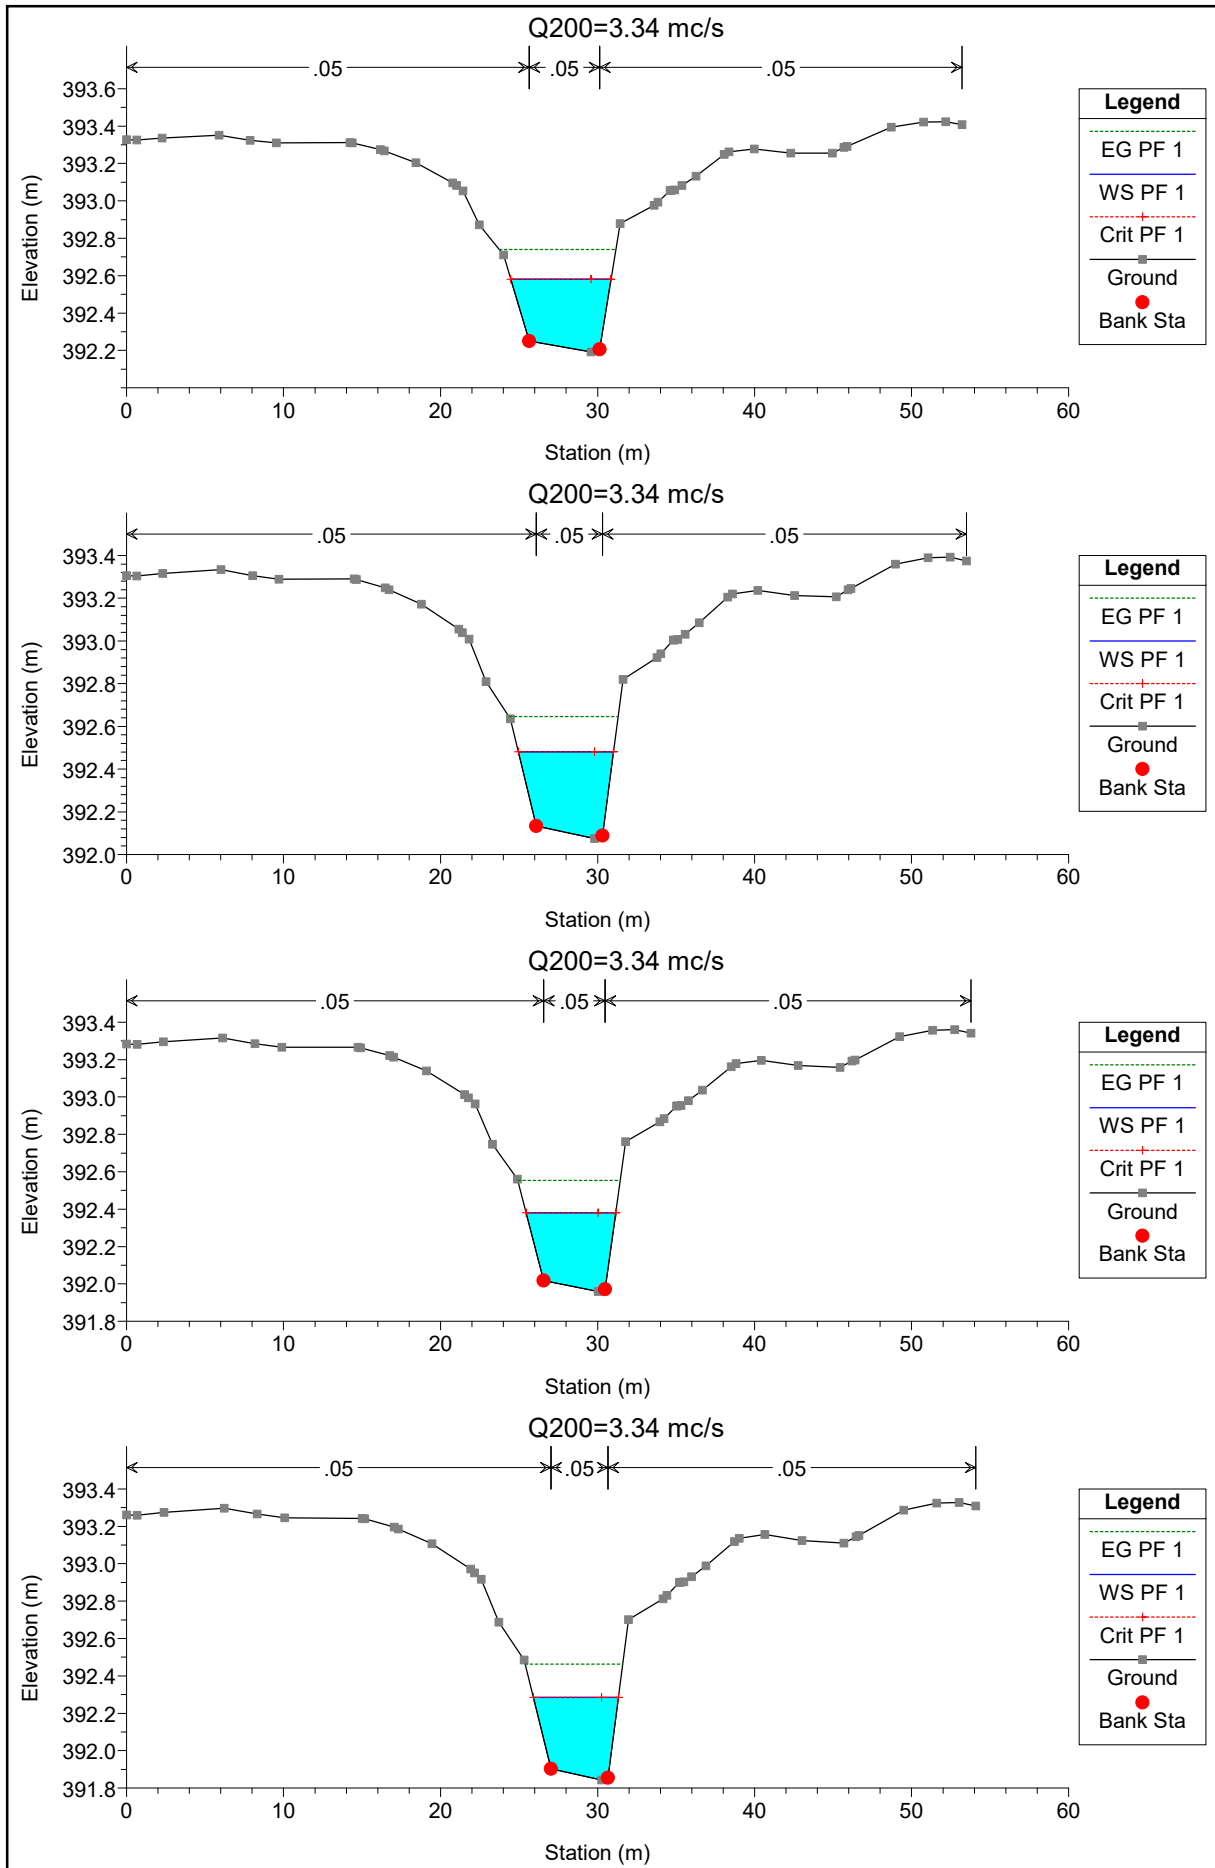 Q200=3.34 mc/s
.05 .05 .05
393.6
393.4
393.2
393.0
392.8
392.6
392.4
392.2
Elevation (m)
0 10 20 30 40 50 60
Station (m)
Legend
EG PF 1
WS PF 1
Crit PF 1
Ground
Bank Sta
Q200=3.34 mc/s
.05 .05 .05
393.4
393.2
393.0
392.8
392.6
392.4
392.2
392.0
Elevation (m)
0 10 20 30 40 50 60
Station (m)
Legend
EG PF 1
WS PF 1
Crit PF 1
Ground
Bank Sta
Q200=3.34 mc/s
.05 .05 .05
393.4
393.2
393.0
392.8
392.6
392.4
392.2
392.0
391.8
Elevation (m)
0 10 20 30 40 50 60
Station (m)
Legend
EG PF 1
WS PF 1
Crit PF 1
Ground
Bank Sta
Q200=3.34 mc/s
.05 .05 .05
393.4
393.2
393.0
392.8
392.6
392.4
392.2
392.0
391.8
Elevation (m)
0 10 20 30 40 50 60
Station (m)
Legend
EG PF 1
WS PF 1
Crit PF 1
Ground
Bank Sta